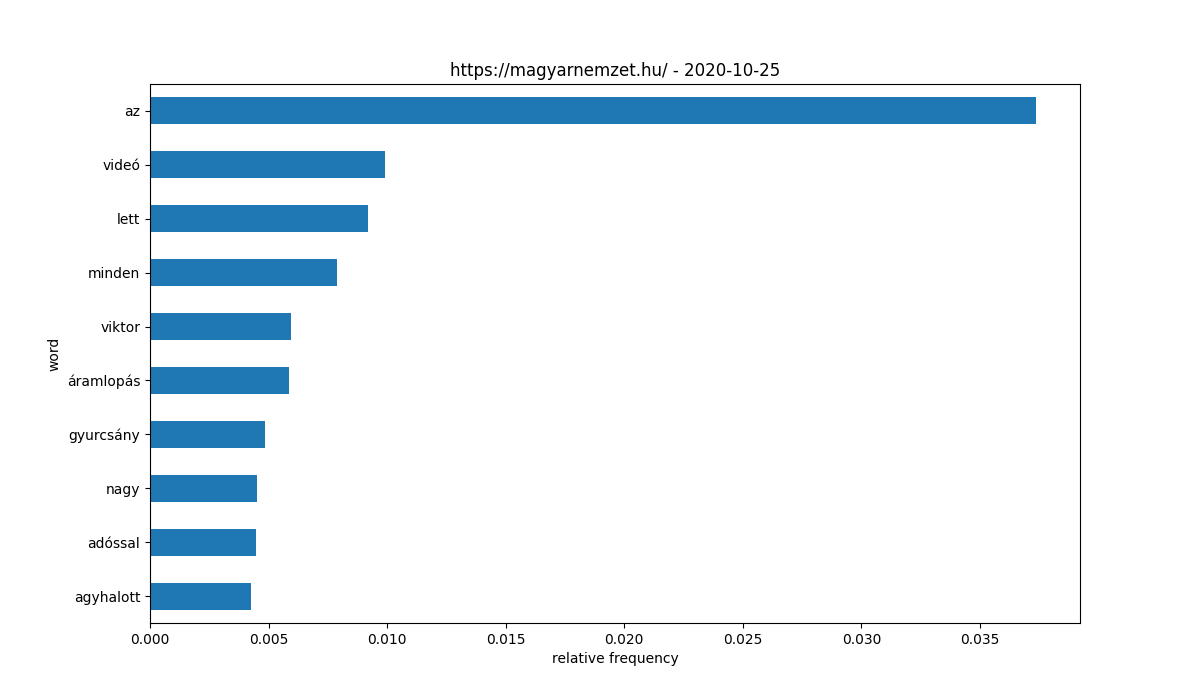 https://magyarnemzet.hu/ - 2020-10-25
az
videó
lett
minden
viktor
áramlopás
gyurcsány
nagy
adóssal
agyhalott
word
0.000 0.005 0.010 0.015 0.020 0.025 0.030 0.035
relative frequency